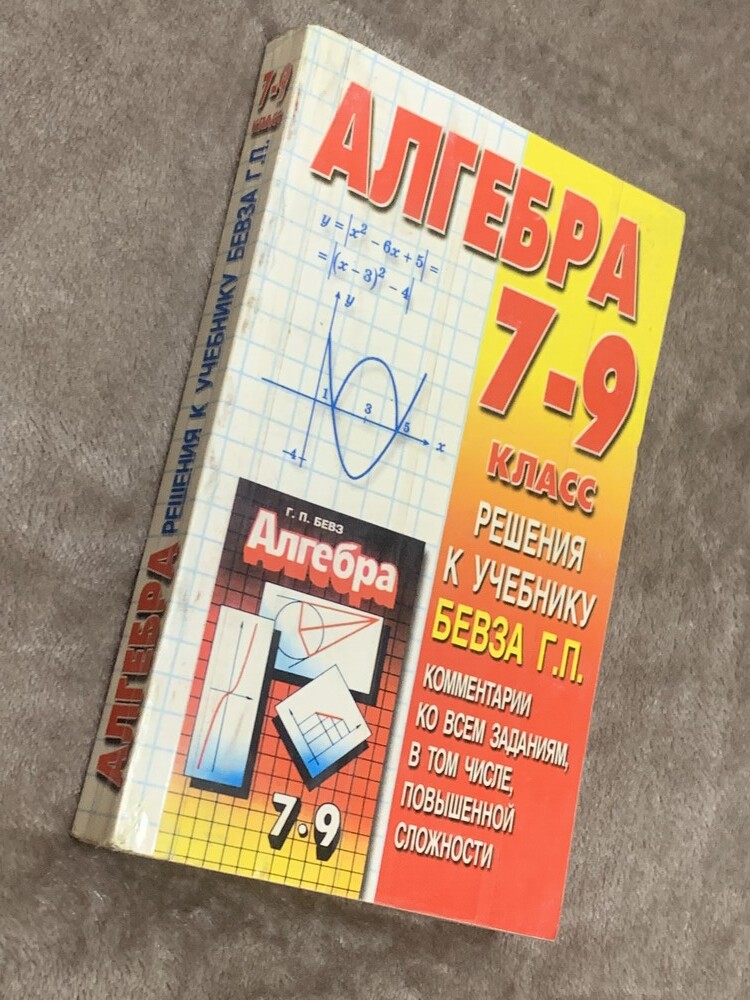 7-9
КЛАСС
АЛГЕБРА РЕШЕНИЯ К УЧЕБНИКУ БЕВЗА Г.П.
АЛГЕБРА
7-9
КЛАСС
y = |x² - 6x + 5| =
= |(x - 3)² - 4|
y
1
3
5
x
-4
РЕШЕНИЯ
К УЧЕБНИКУ
БЕВЗА Г.П.
КОММЕНТАРИИ
КО ВСЕМ ЗАДАНИЯМ,
В ТОМ ЧИСЛЕ,
ПОВЫШЕННОЙ
СЛОЖНОСТИ
Г. П. БЕВЗ
Алгебра
7·9